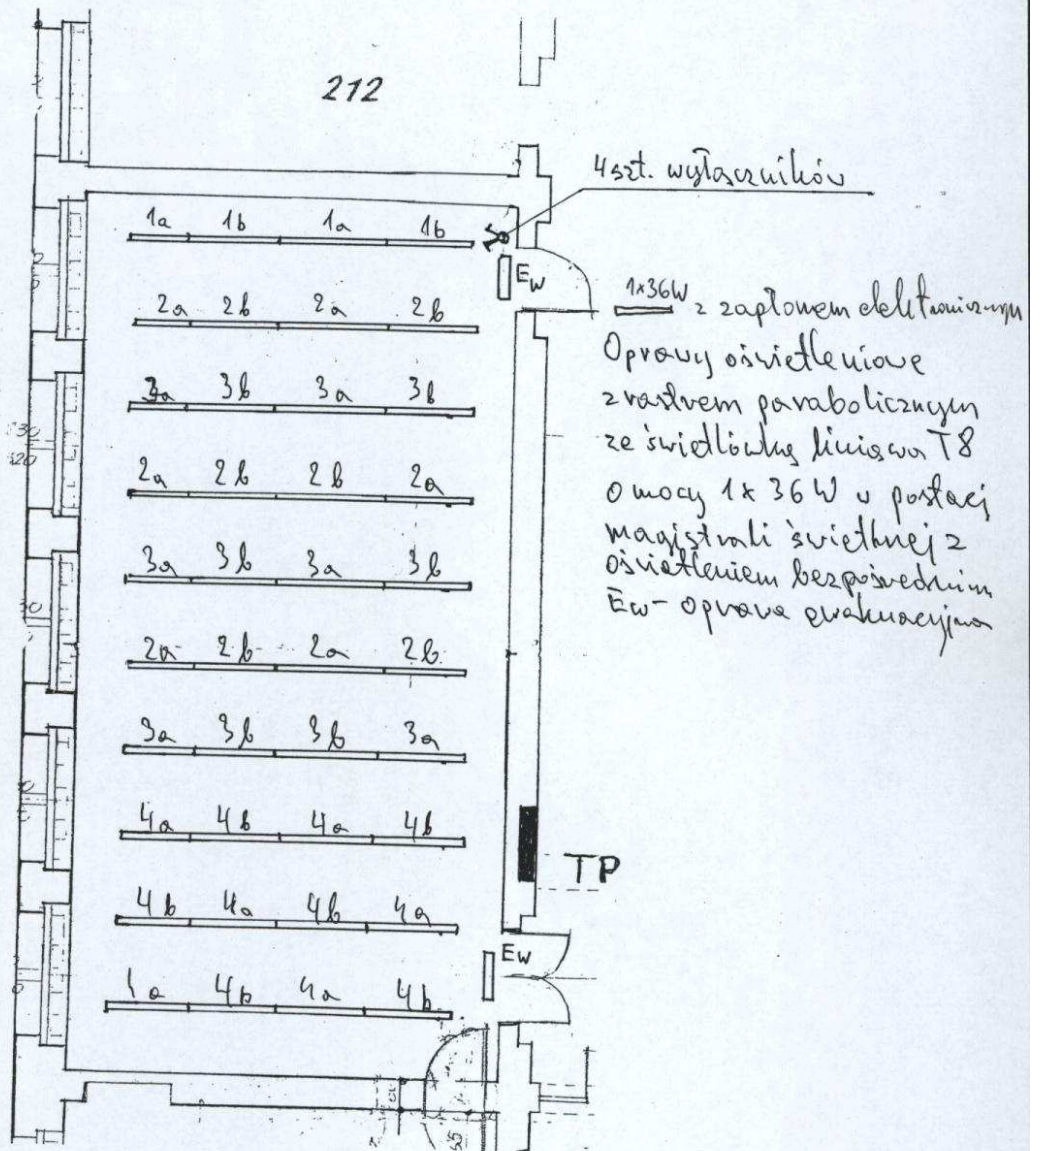 212
4 szt. wyłączników
1a 1b 1a 1b
Ew
1x36W
z zapłonem elektronicznym
2a 2b 2a 2b
Oprawy oświetleniowe
z rastrem parabolicznym
3a 3b 3a 3b
ze świetlówką liniową T8
2a 2b 2b 2a
o mocy 1x36W w postaci
magistrali świetlnej z
oświetleniem bezpośrednim
3a 3b 3a 3b
Ew - oprawa ewakuacyjna
2a 2b 2a 2b
3a 3b 3b 3a
4a 4b 4a 4b
TP
4b 4a 4b 4a
Ew
4a 4b